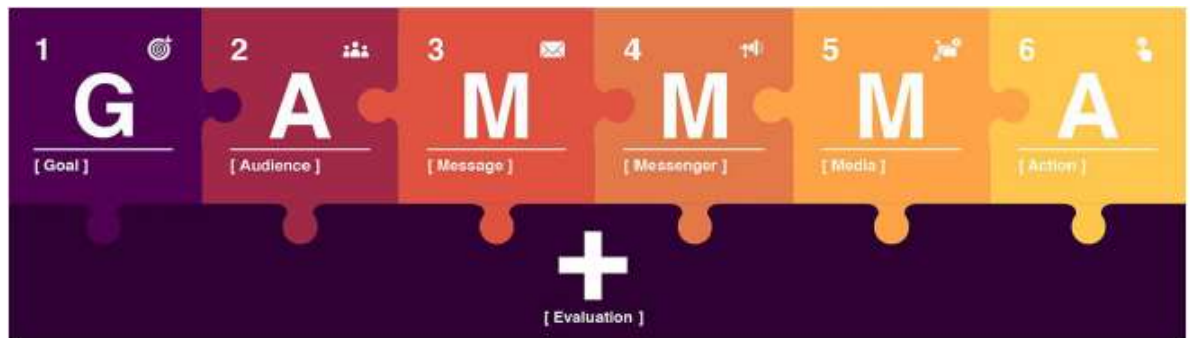 1 2 3 4 5 6
G A M M M A
[ Goal ] [ Audience ] [ Message ] [ Messenger ] [ Media ] [ Action ]
+
[ Evaluation ]